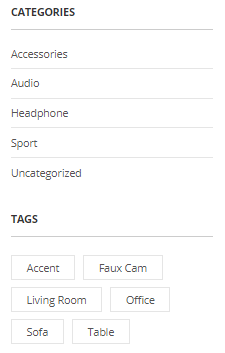 CATEGORIES
Accessories
Audio
Headphone
Sport
Uncategorized
TAGS
Accent Faux Cam
Living Room Office
Sofa Table